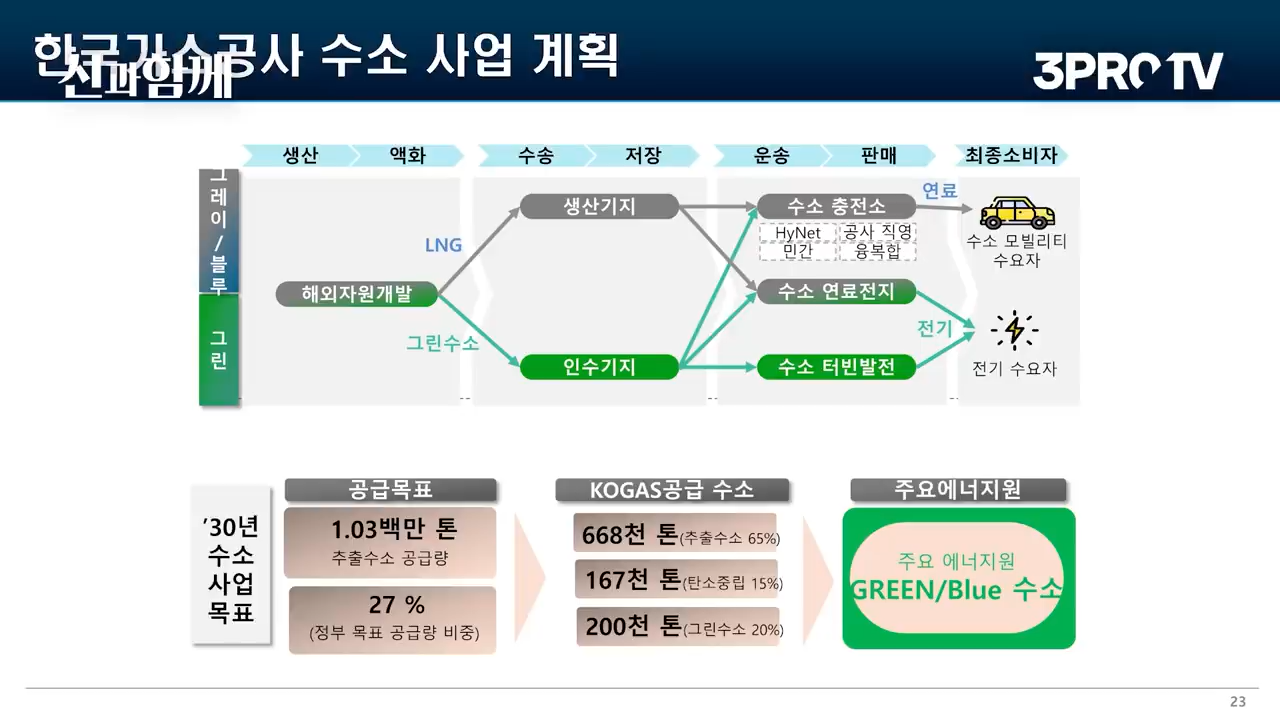 한국가스공사 수소 사업 계획
신과함께
3PROTV
생산
액화
수송
저장
운송
판매
최종소비자
그레이/블루
그린
해외자원개발
LNG
그린수소
생산기지
인수기지
수소 충전소
HyNet
공사 직영
민간
융복합
수소 연료전지
수소 터빈발전
연료
전기
수소 모빌리티
수요자
전기 수요자
'30년
수소
사업
목표
공급목표
1.03백만 톤
추출수소 공급량
27 %
(정부 목표 공급량 비중)
KOGAS공급 수소
668천 톤(추출수소 65%)
167천 톤(탄소중립 15%)
200천 톤(그린수소 20%)
주요에너지원
주요 에너지원
GREEN/Blue 수소
23